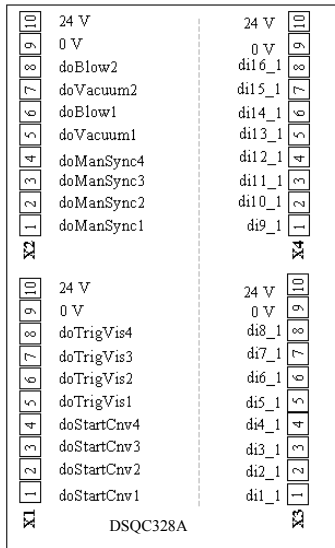 10 24 V 24 V 10
9 0 V 0 V 9
8 doBlow2 di16_1 8
7 doVacuum2 di15_1 7
6 doBlow1 di14_1 6
5 doVacuum1 di13_1 5
4 doManSync4 di12_1 4
3 doManSync3 di11_1 3
2 doManSync2 di10_1 2
1 doManSync1 di9_1 1
X2 X4
10 24 V 24 V 10
9 0 V 0 V 9
8 doTrigVis4 di8_1 8
7 doTrigVis3 di7_1 7
6 doTrigVis2 di6_1 6
5 doTrigVis1 di5_1 5
4 doStartCnv4 di4_1 4
3 doStartCnv3 di3_1 3
2 doStartCnv2 di2_1 2
1 doStartCnv1 di1_1 1
X1 DSQC328A X3